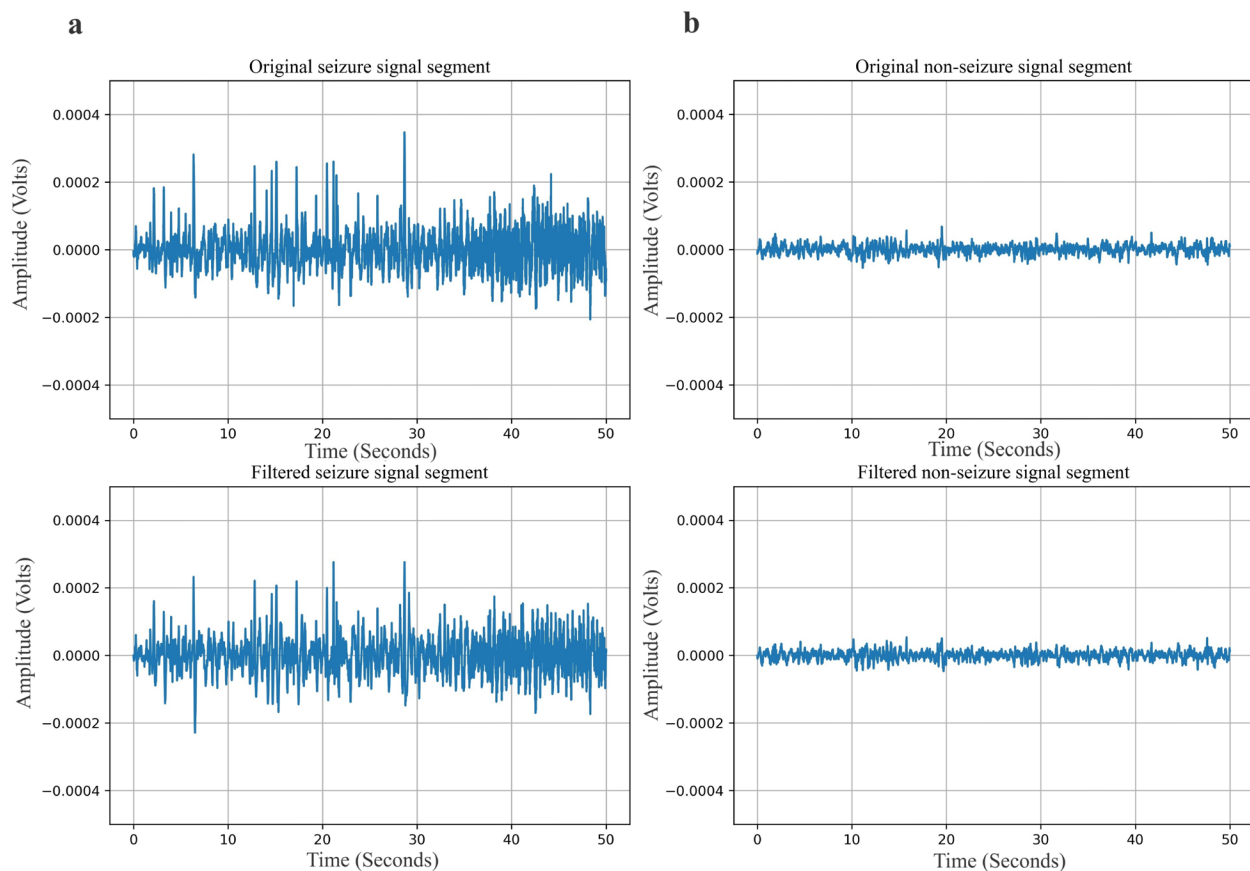 a
Original seizure signal segment
Amplitude (Volts)
0.0004
0.0002
0.0000
−0.0002
−0.0004
0 10 20 30 40 50
Time (Seconds)
Filtered seizure signal segment
Amplitude (Volts)
0.0004
0.0002
0.0000
−0.0002
−0.0004
0 10 20 30 40 50
Time (Seconds)
b
Original non-seizure signal segment
Amplitude (Volts)
0.0004
0.0002
0.0000
−0.0002
−0.0004
0 10 20 30 40 50
Time (Seconds)
Filtered non-seizure signal segment
Amplitude (Volts)
0.0004
0.0002
0.0000
−0.0002
−0.0004
0 10 20 30 40 50
Time (Seconds)